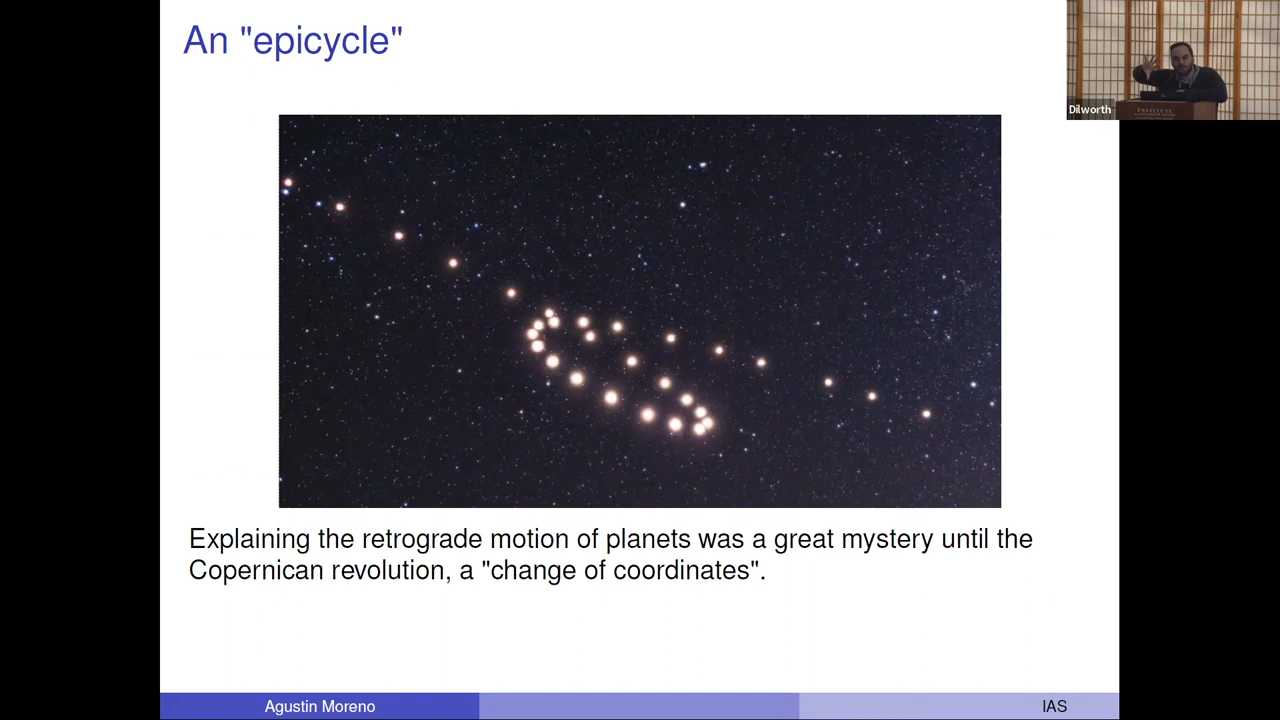 An "epicycle"
Dilworth
INSTITUTE
Explaining the retrograde motion of planets was a great mystery until the
Copernican revolution, a "change of coordinates".
Agustin Moreno
IAS